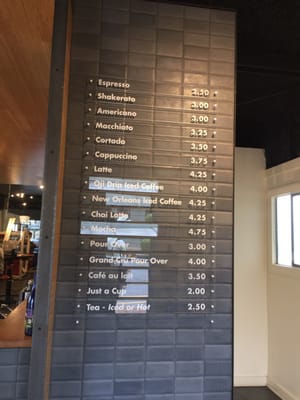 Espresso 2.50
Shakerato 3.00
Americano 3.00
Macchiato 3.25
Cortado 3.50
Cappuccino 3.75
Latte 4.25
Oji Drip Iced Coffee 4.00
New Orleans Iced Coffee 4.25
Chai Latte 4.25
Mocha 4.75
Pour Over 3.00
Grand Cru Pour Over 4.00
Café au lait 3.50
Just a Cup 2.00
Tea - Iced or Hot 2.50